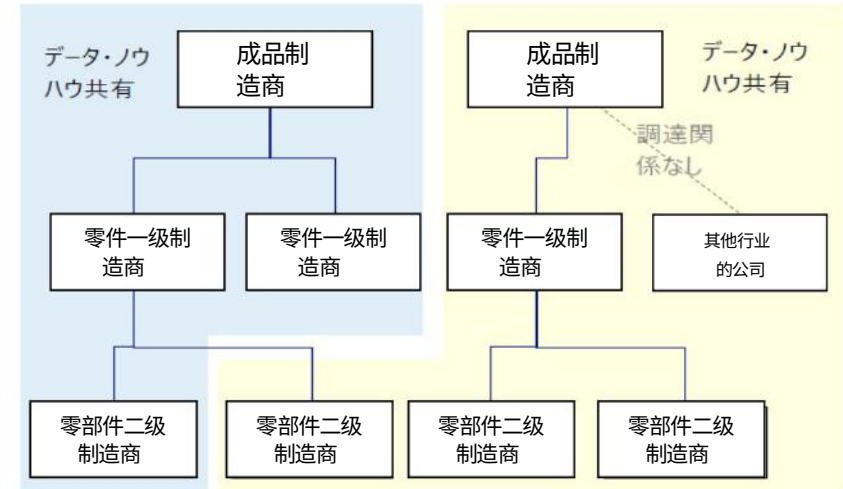 データ・ノウ
ハウ共有
成品制
造商
成品制
造商
データ・ノウ
ハウ共有
調達関
係なし
零件一级制
造商
零件一级制
造商
零件一级制
造商
其他行业
的公司
零部件二级
制造商
零部件二级
制造商
零部件二级
制造商
零部件二级
制造商